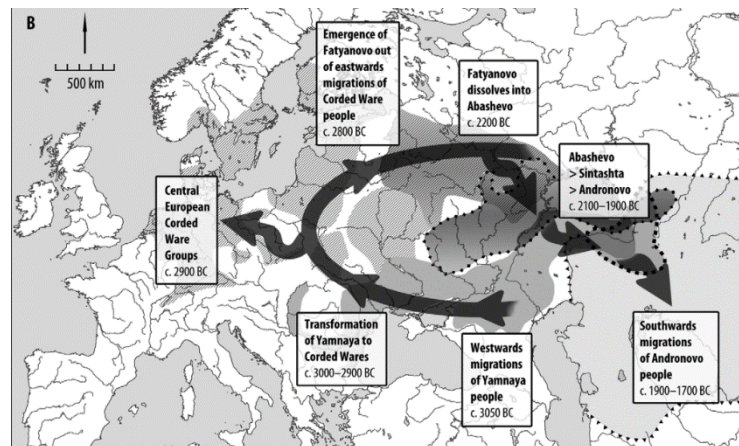 B
500 km
Emergence of
Fatyanovo out
of eastwards
migrations of
Corded Ware
people
c. 2800 BC
Fatyanovo
dissolves into
Abashevo
c. 2200 BC
Abashevo
> Sintashta
> Andronovo
c. 2100–1900 BC
Central
European
Corded
Ware
Groups
c. 2900 BC
Transformation
of Yamnaya to
Corded Wares
c. 3000–2900 BC
Westwards
migrations
of Yamnaya
people
c. 3050 BC
Southwards
migrations
of Andronovo
people
c. 1900–1700 BC